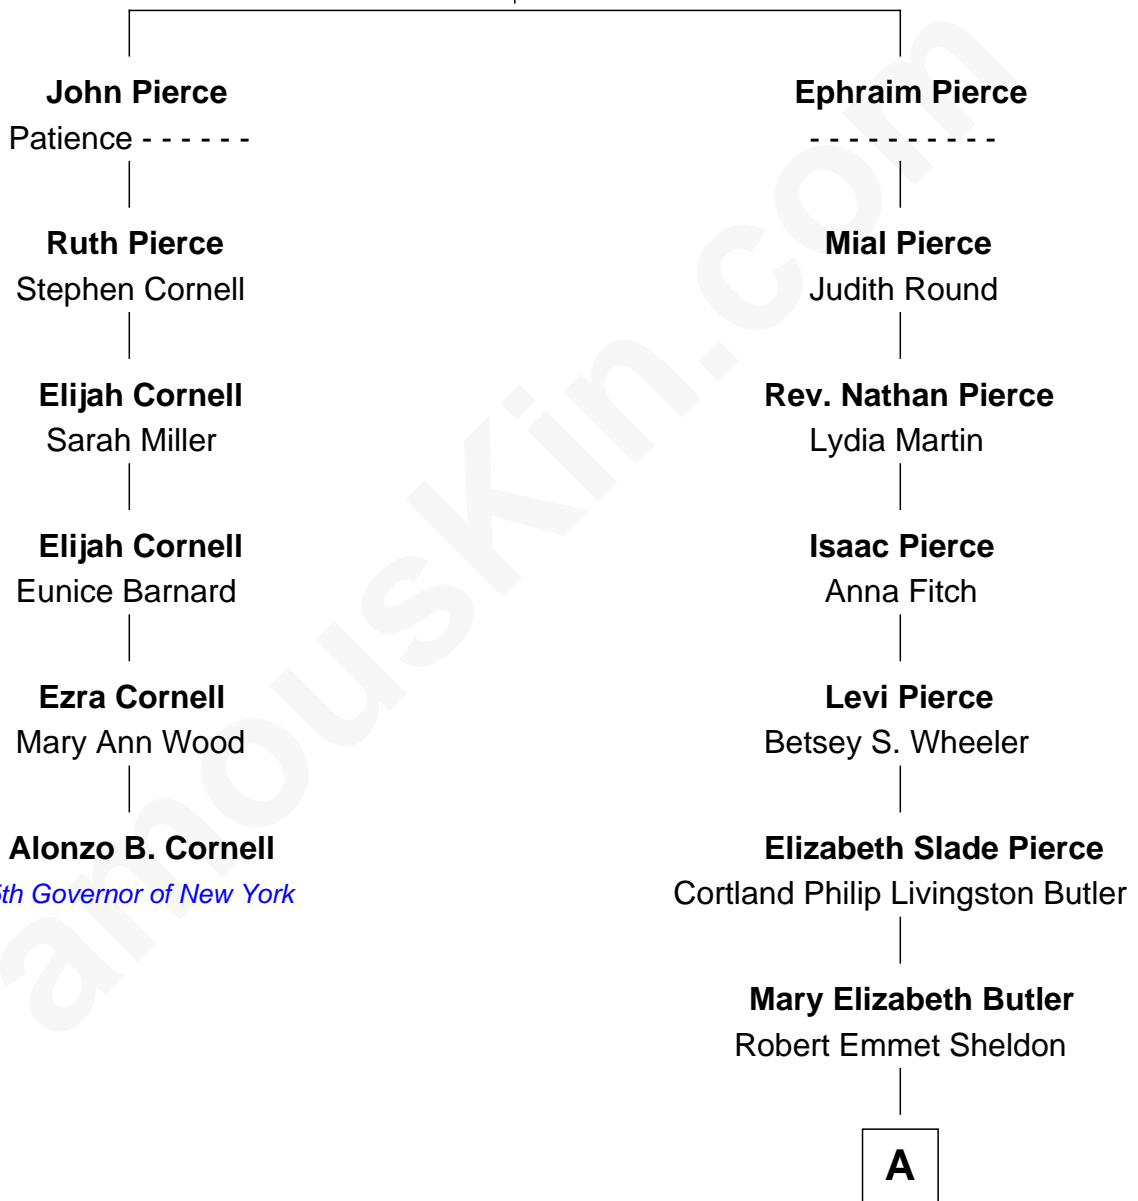 John Pierce
Patience - - - - - -
Ephraim Pierce
- - - - - - - - - -
Ruth Pierce
Stephen Cornell
Mial Pierce
Judith Round
Elijah Cornell
Sarah Miller
Rev. Nathan Pierce
Lydia Martin
Elijah Cornell
Eunice Barnard
Isaac Pierce
Anna Fitch
Ezra Cornell
Mary Ann Wood
Levi Pierce
Betsey S. Wheeler
Alonzo B. Cornell
5th Governor of New York
Elizabeth Slade Pierce
Cortland Philip Livingston Butler
Mary Elizabeth Butler
Robert Emmet Sheldon
A
amouskin.com